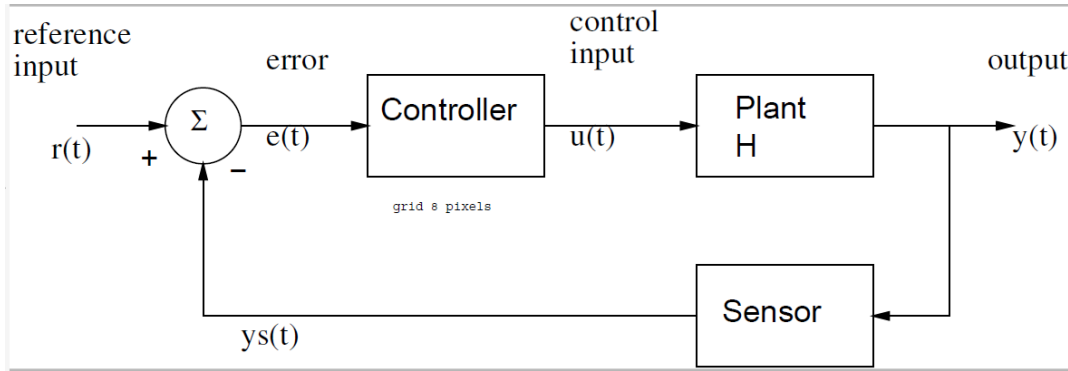 reference
input
error
control
input
output
Controller
Plant
H
Σ
r(t)
+
−
e(t)
u(t)
y(t)
grid 8 pixels
Sensor
ys(t)